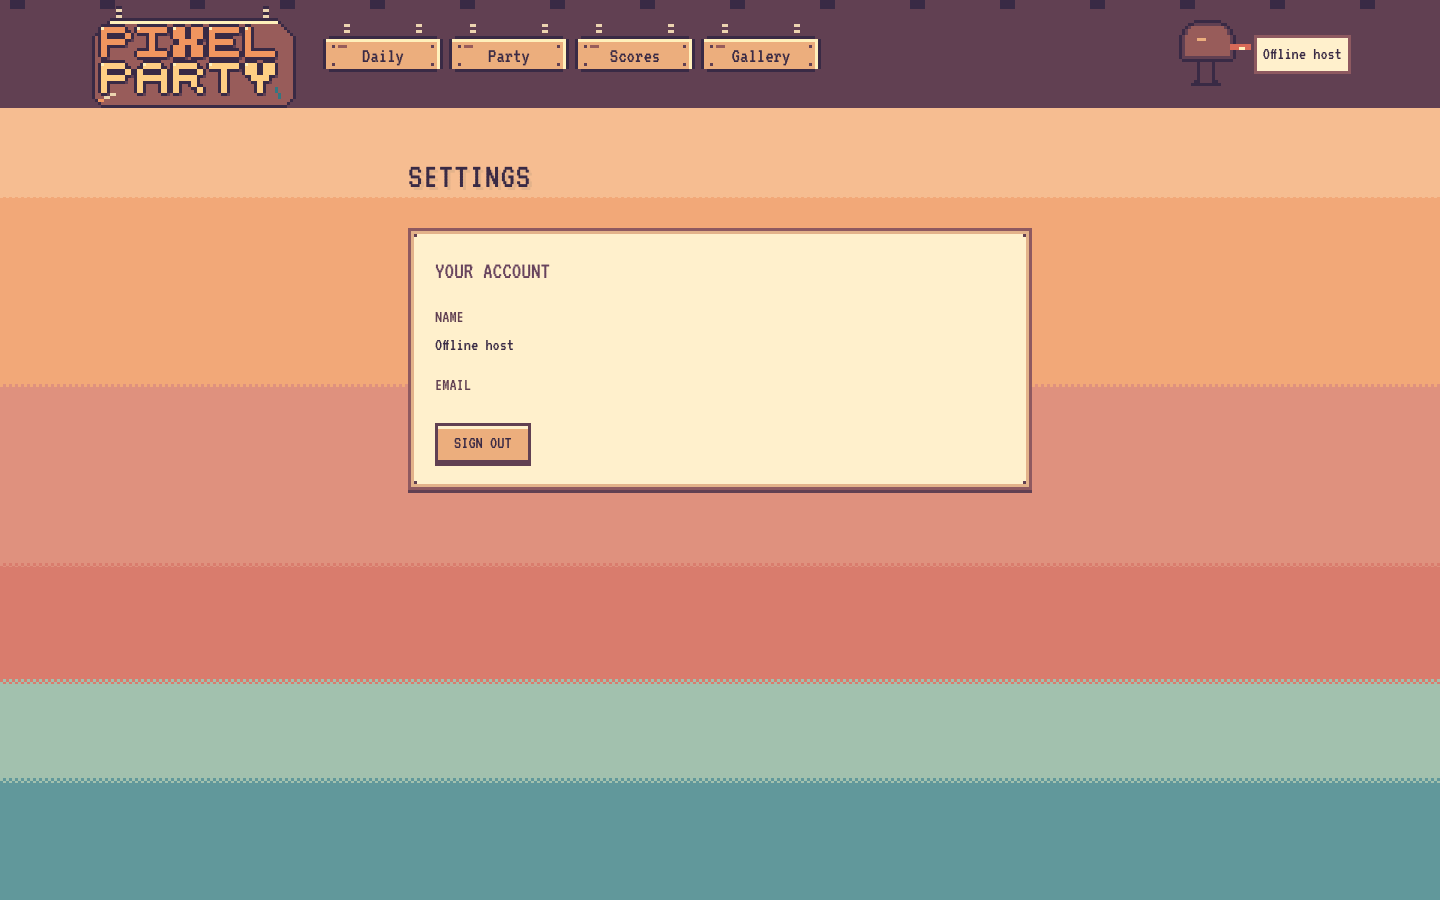 PIXEL
PARTY
Daily
Party
Scores
Gallery
Offline host
SETTINGS
YOUR ACCOUNT
NAME
Offline host
EMAIL
SIGN OUT